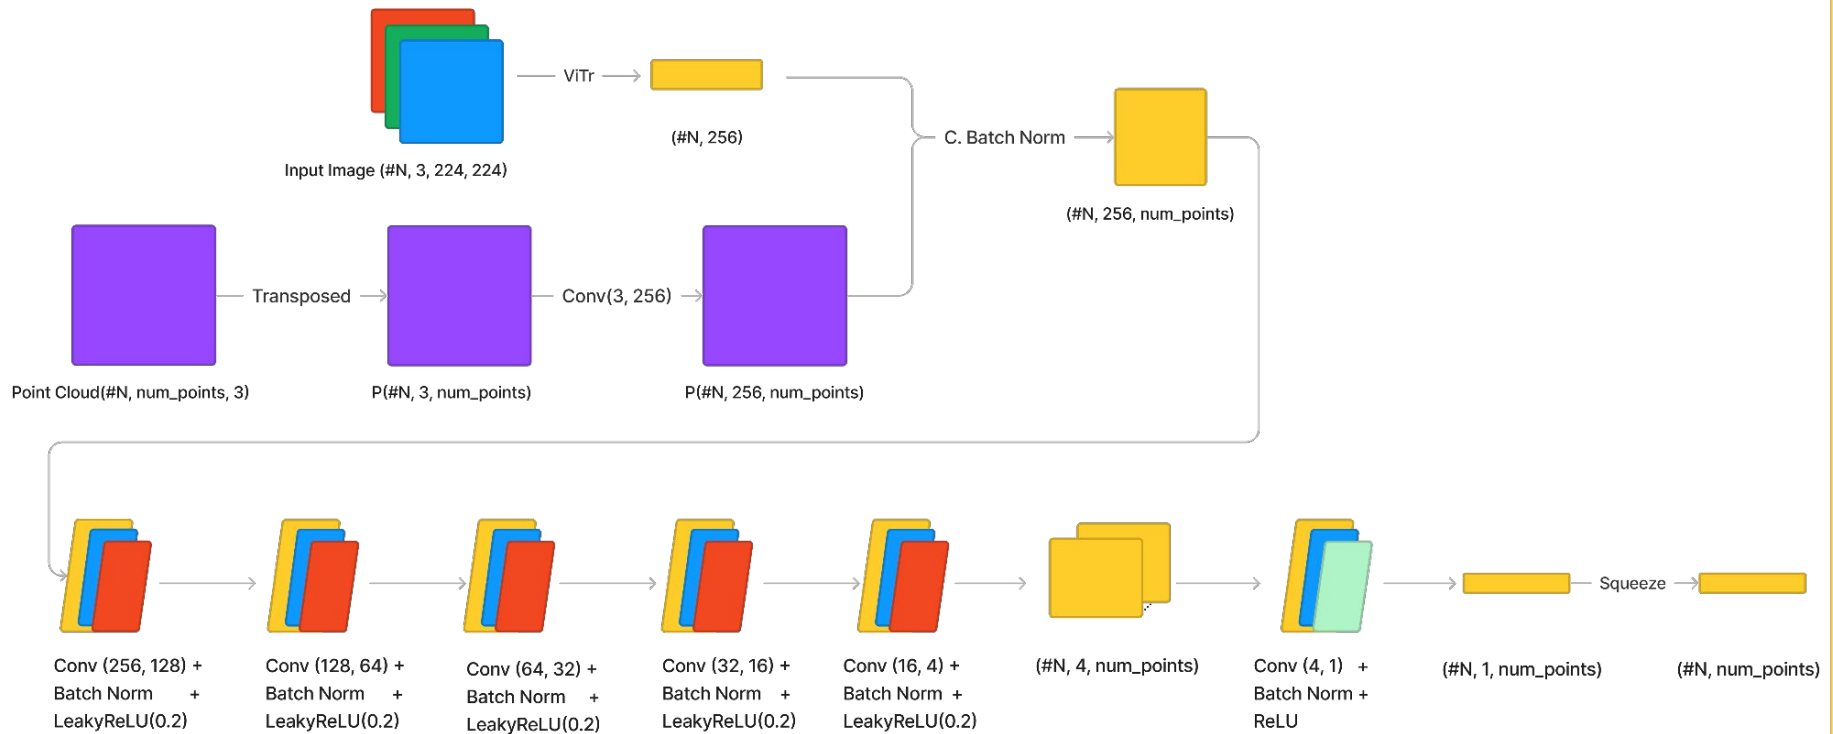 ViTr
(#N, 256)
Input Image (#N, 3, 224, 224)
C. Batch Norm
(#N, 256, num_points)
Transposed
Conv(3, 256)
Point Cloud(#N, num_points, 3)
P(#N, 3, num_points)
P(#N, 256, num_points)
Conv (256, 128) +
Batch Norm +
LeakyReLU(0.2)
Conv (128, 64) +
Batch Norm +
LeakyReLU(0.2)
Conv (64, 32) +
Batch Norm +
LeakyReLU(0.2)
Conv (32, 16) +
Batch Norm +
LeakyReLU(0.2)
Conv (16, 4) +
Batch Norm +
LeakyReLU(0.2)
(#N, 4, num_points)
Conv (4, 1) +
Batch Norm +
ReLU
(#N, 1, num_points)
Squeeze
(#N, num_points)